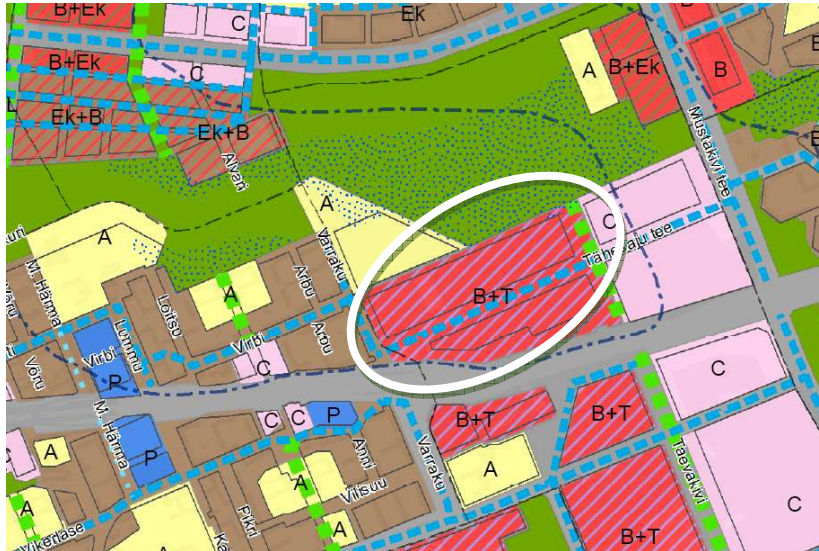 B+Ek
C
Ek
B+Ek
C
A
B+Ek
B
L
Ek+B
Ek+B
Alvari
Mustakivi tee
A
C
A
Varraku
Tähesaju tee
B+T
M. Härma
Loitsu
A
Arbu
Arbu
Virbi
Lummu
Virbi
Võru
P
C
C
M. Härma
C
C
P
B+T
B+T
A
P
Anni
Varraku
A
Taevakivi
C
A
A
Viisuu
Pikri
A
Vikerlase
A
B+T